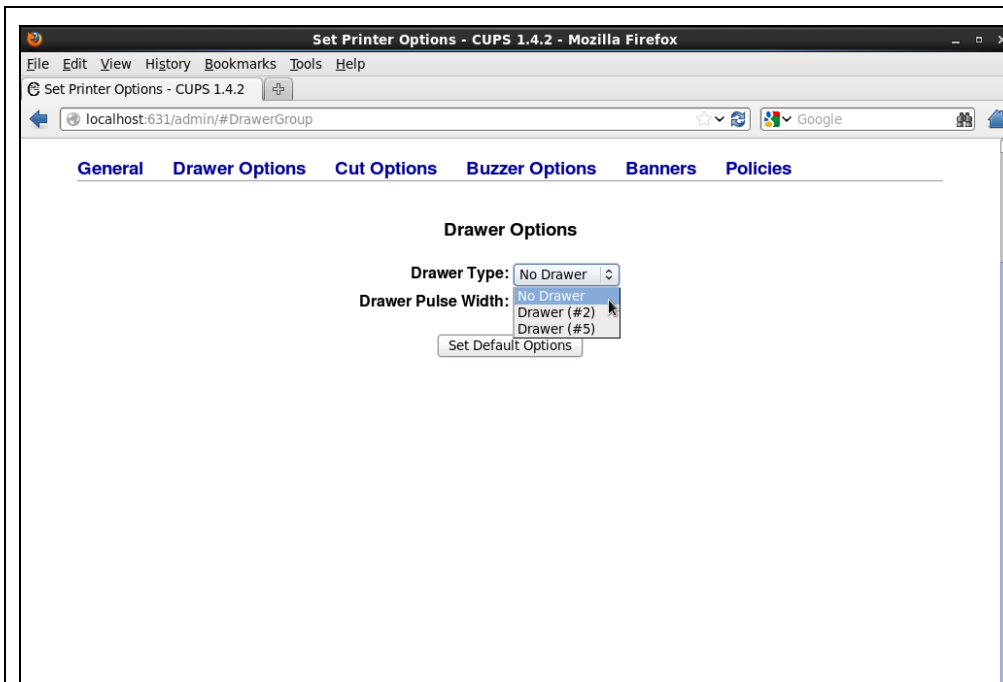 Set Printer Options - CUPS 1.4.2 - Mozilla Firefox
File Edit View History Bookmarks Tools Help
Set Printer Options - CUPS 1.4.2
localhost:631/admin/#DrawerGroup Google
General Drawer Options Cut Options Buzzer Options Banners Policies
Drawer Options
Drawer Type: No Drawer
Drawer Pulse Width: No Drawer
Drawer (#2)
Drawer (#5)
Set Default Options